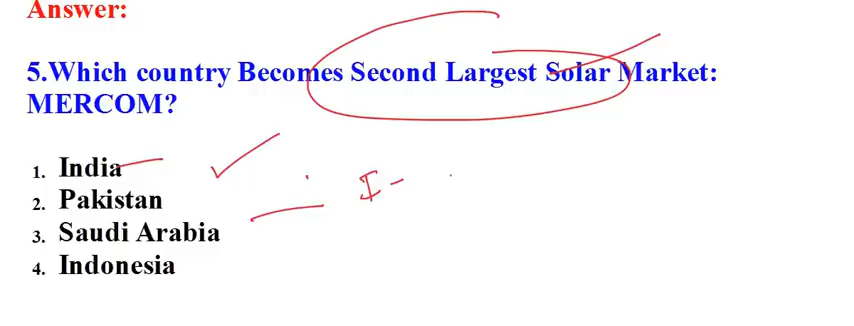 Answer:
5.Which country Becomes Second Largest Solar Market:
MERCOM?
1. India
2. Pakistan
3. Saudi Arabia
4. Indonesia